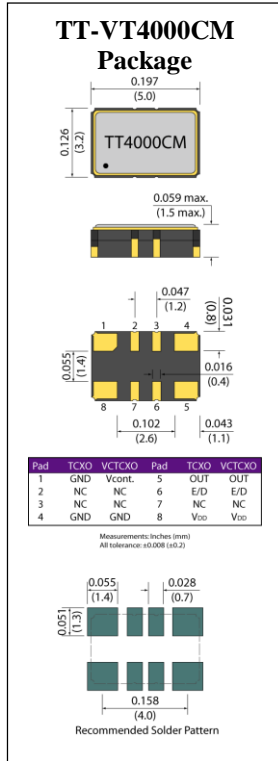 TT-VT4000CM
Package
0.197
(5.0)
0.126
(3.2)
TT4000CM
0.059 max.
(1.5 max.)
0.047
(1.2)
0.031
(0.8)
1 2 3 4
0.055
(1.4)
0.016
(0.4)
8 7 6 5
0.102
(2.6)
0.043
(1.1)
Pad TCXO VCTCXO Pad TCXO VCTCXO
1 GND Vcont. 5 OUT OUT
2 NC NC 6 E/D E/D
3 NC NC 7 NC NC
4 GND GND 8 VDD VDD
Measurements: Inches (mm)
All tolerance: ±0.008 (±0.2)
0.055
(1.4)
0.028
(0.7)
0.051
(1.3)
0.158
(4.0)
Recommended Solder Pattern